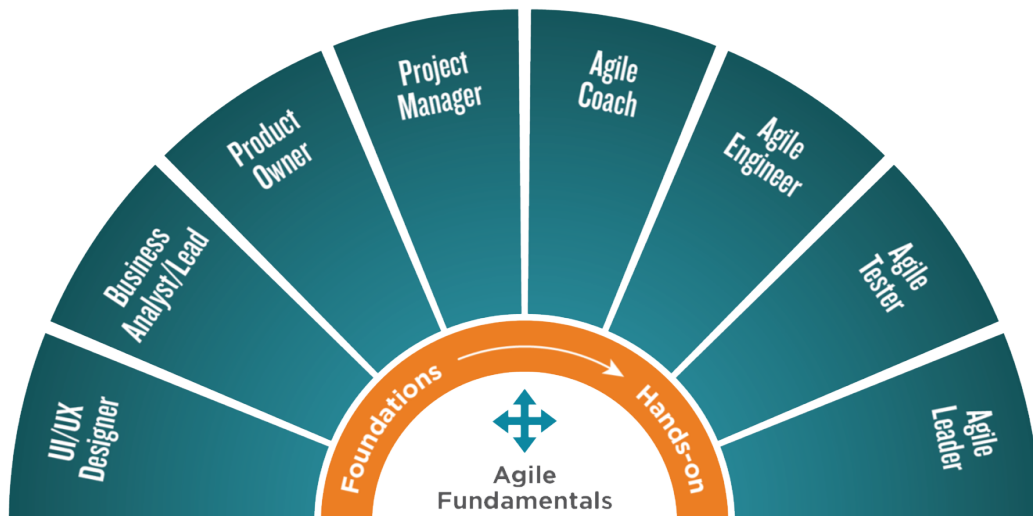 UI/UX
Designer
Business
Analyst/Lead
Product
Owner
Project
Manager
Agile
Coach
Agile
Engineer
Agile
Tester
Agile
Leader
Foundations
Hands-on
Agile
Fundamentals